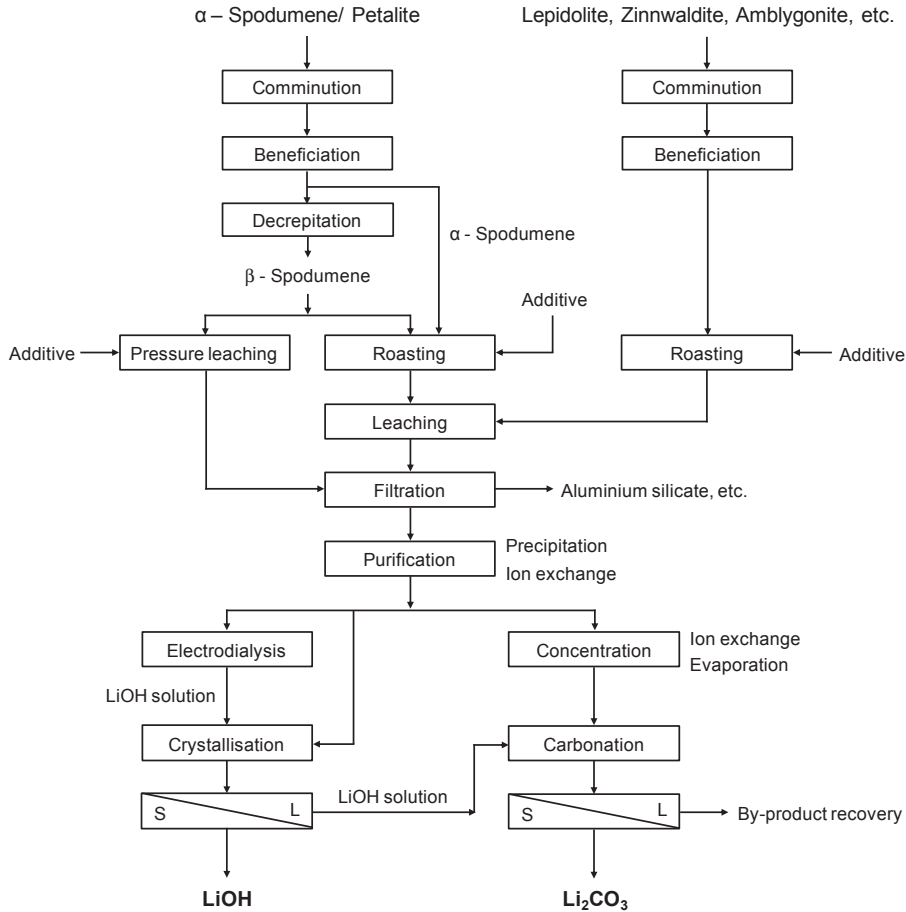 α – Spodumene/ Petalite
Lepidolite, Zinnwaldite, Amblygonite, etc.
Comminution
Comminution
Beneficiation
Beneficiation
Decrepitation
α - Spodumene
β - Spodumene
Additive
Additive
Pressure leaching
Roasting
Roasting
Additive
Leaching
Filtration
Aluminium silicate, etc.
Purification
Precipitation
Ion exchange
Electrodialysis
Concentration
Ion exchange
Evaporation
LiOH solution
Crystallisation
Carbonation
LiOH solution
S
L
S
L
By-product recovery
LiOH
Li₂CO₃